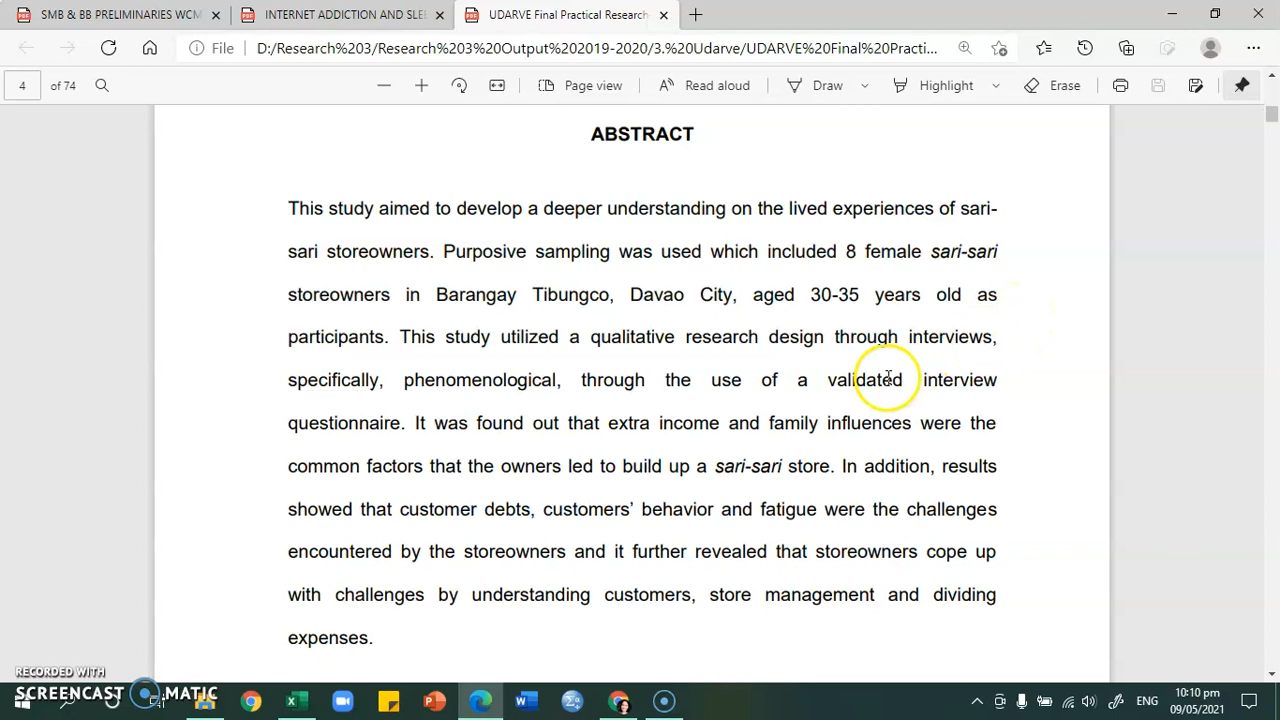 SMB & BB PRELIMINARIES WCM
INTERNET ADDICTION AND SLE
UDARVE Final Practical Research
File
D:/Research%203/Research%203%20Output%202019-2020/3.%20Udarve/UDARVE%20Final%20Practi...
4 of 74
Page view
Read aloud
Draw
Highlight
Erase
ABSTRACT
This study aimed to develop a deeper understanding on the lived experiences of sari-
sari storeowners. Purposive sampling was used which included 8 female sari-sari
storeowners in Barangay Tibungco, Davao City, aged 30-35 years old as
participants. This study utilized a qualitative research design through interviews,
specifically, phenomenological, through the use of a validated interview
questionnaire. It was found out that extra income and family influences were the
common factors that the owners led to build up a sari-sari store. In addition, results
showed that customer debts, customers' behavior and fatigue were the challenges
encountered by the storeowners and it further revealed that storeowners cope up
with challenges by understanding customers, store management and dividing
expenses.
RECORDED WITH
SCREENCAST MATIC
ENG
10:10 pm
09/05/2021